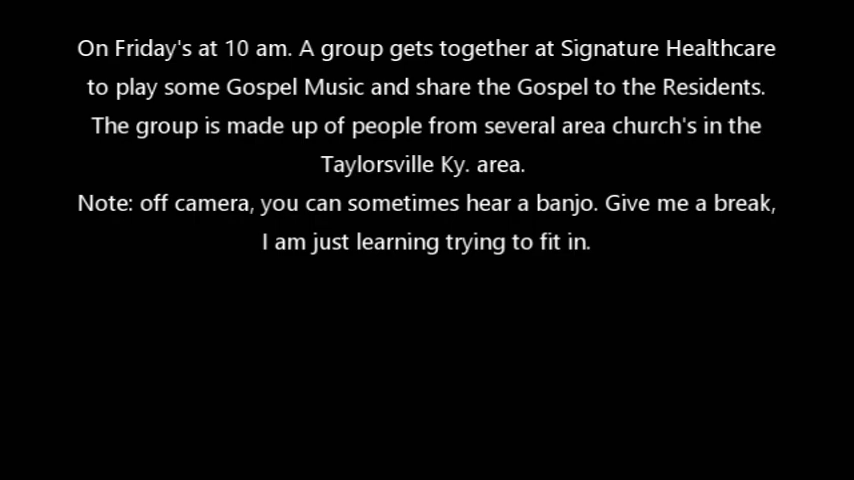 On Friday's at 10 am. A group gets together at Signature Healthcare
to play some Gospel Music and share the Gospel to the Residents.
The group is made up of people from several area church's in the
Taylorsville Ky. area.
Note: off camera, you can sometimes hear a banjo. Give me a break,
I am just learning trying to fit in.